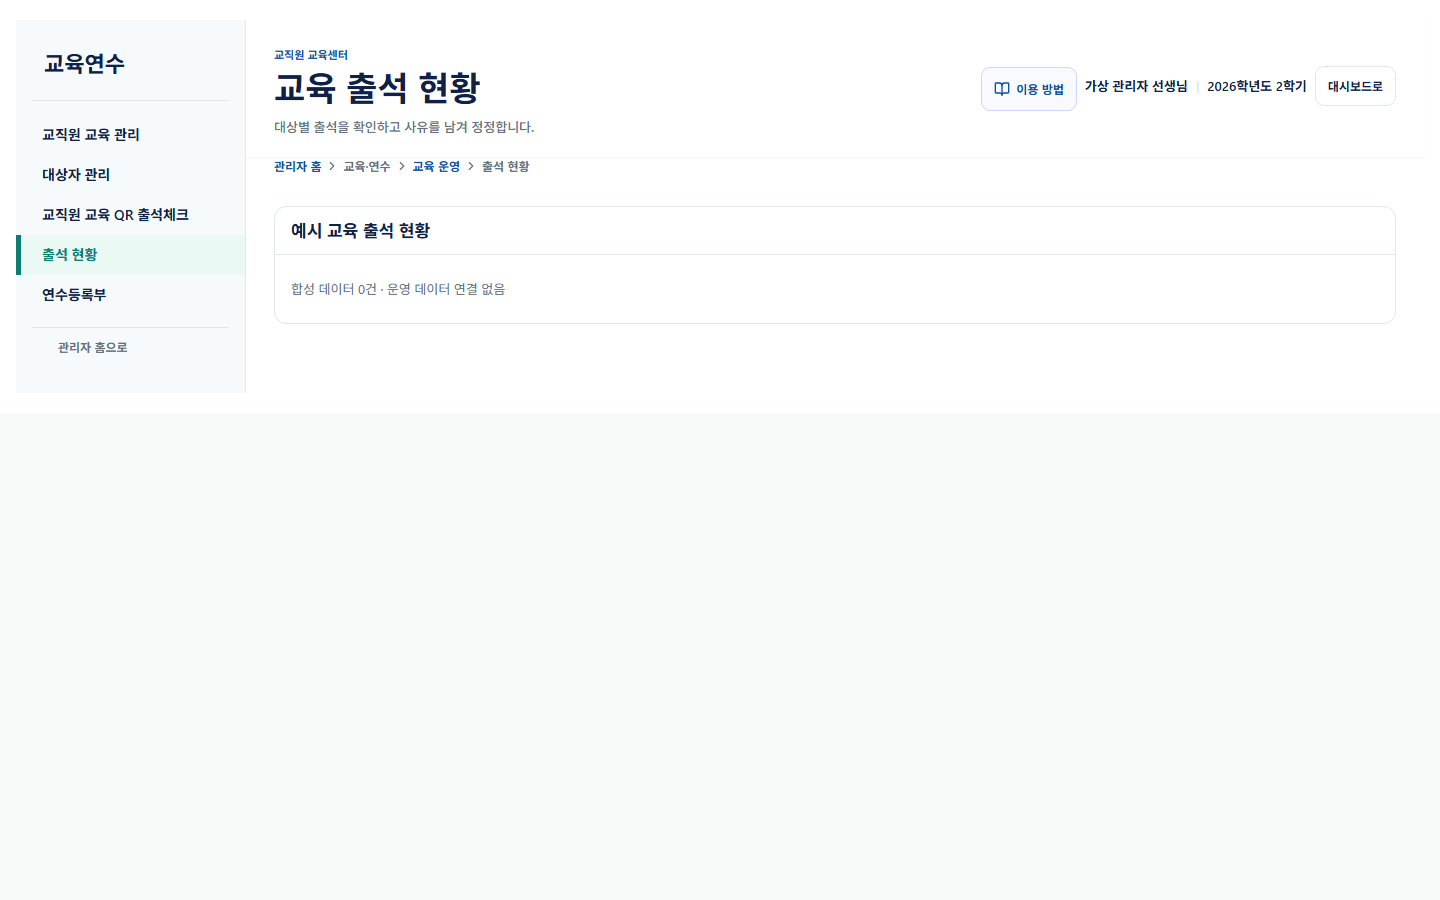 교육연수
교직원 교육 관리
대상자 관리
교직원 교육 QR 출석체크
출석 현황
연수등록부
관리자 홈으로
교직원 교육센터
교육 출석 현황
대상별 출석을 확인하고 사유를 남겨 정정합니다.
이용 방법
가상 관리자 선생님 | 2026학년도 2학기
대시보드로
관리자 홈 > 교육·연수 > 교육 운영 > 출석 현황
예시 교육 출석 현황
합성 데이터 0건 · 운영 데이터 연결 없음